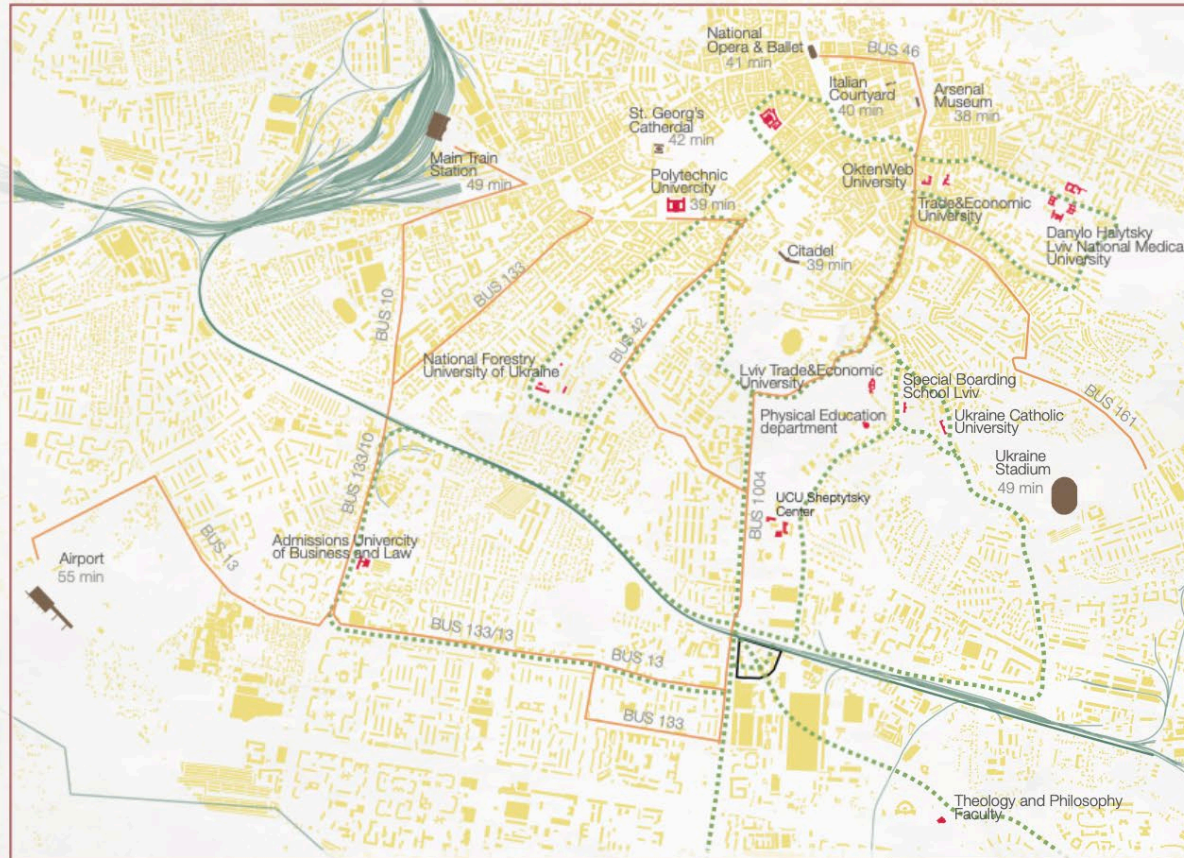 National
Opera & Ballet
41 min
BUS 46
Italian
Courtyard
40 min
Arsenal
Museum
38 min
St. Georg's
Catherdal
42 min
Main Train
Station
49 min
Polytechnic
Univercity
39 min
OktenWeb
University
Trade&Economic
University
Danylo Halytsky
Lviv National Medica
University
Citadel
39 min
BUS 133
BUS 10
BUS 42
National Forestry
University of Ukraine
Lviv Trade&Economic
University
Special Boarding
School Lviv
BUS 161
Physical Education
department
Ukraine Catholic
University
Ukraine
Stadium
49 min
BUS 133/10
BUS 1004
UCU Sheptytsky
Center
BUS 13
Admissions Univercity
of Business and Law
Airport
55 min
BUS 133/13
BUS 13
BUS 133
Theology and Philosophy
Faculty